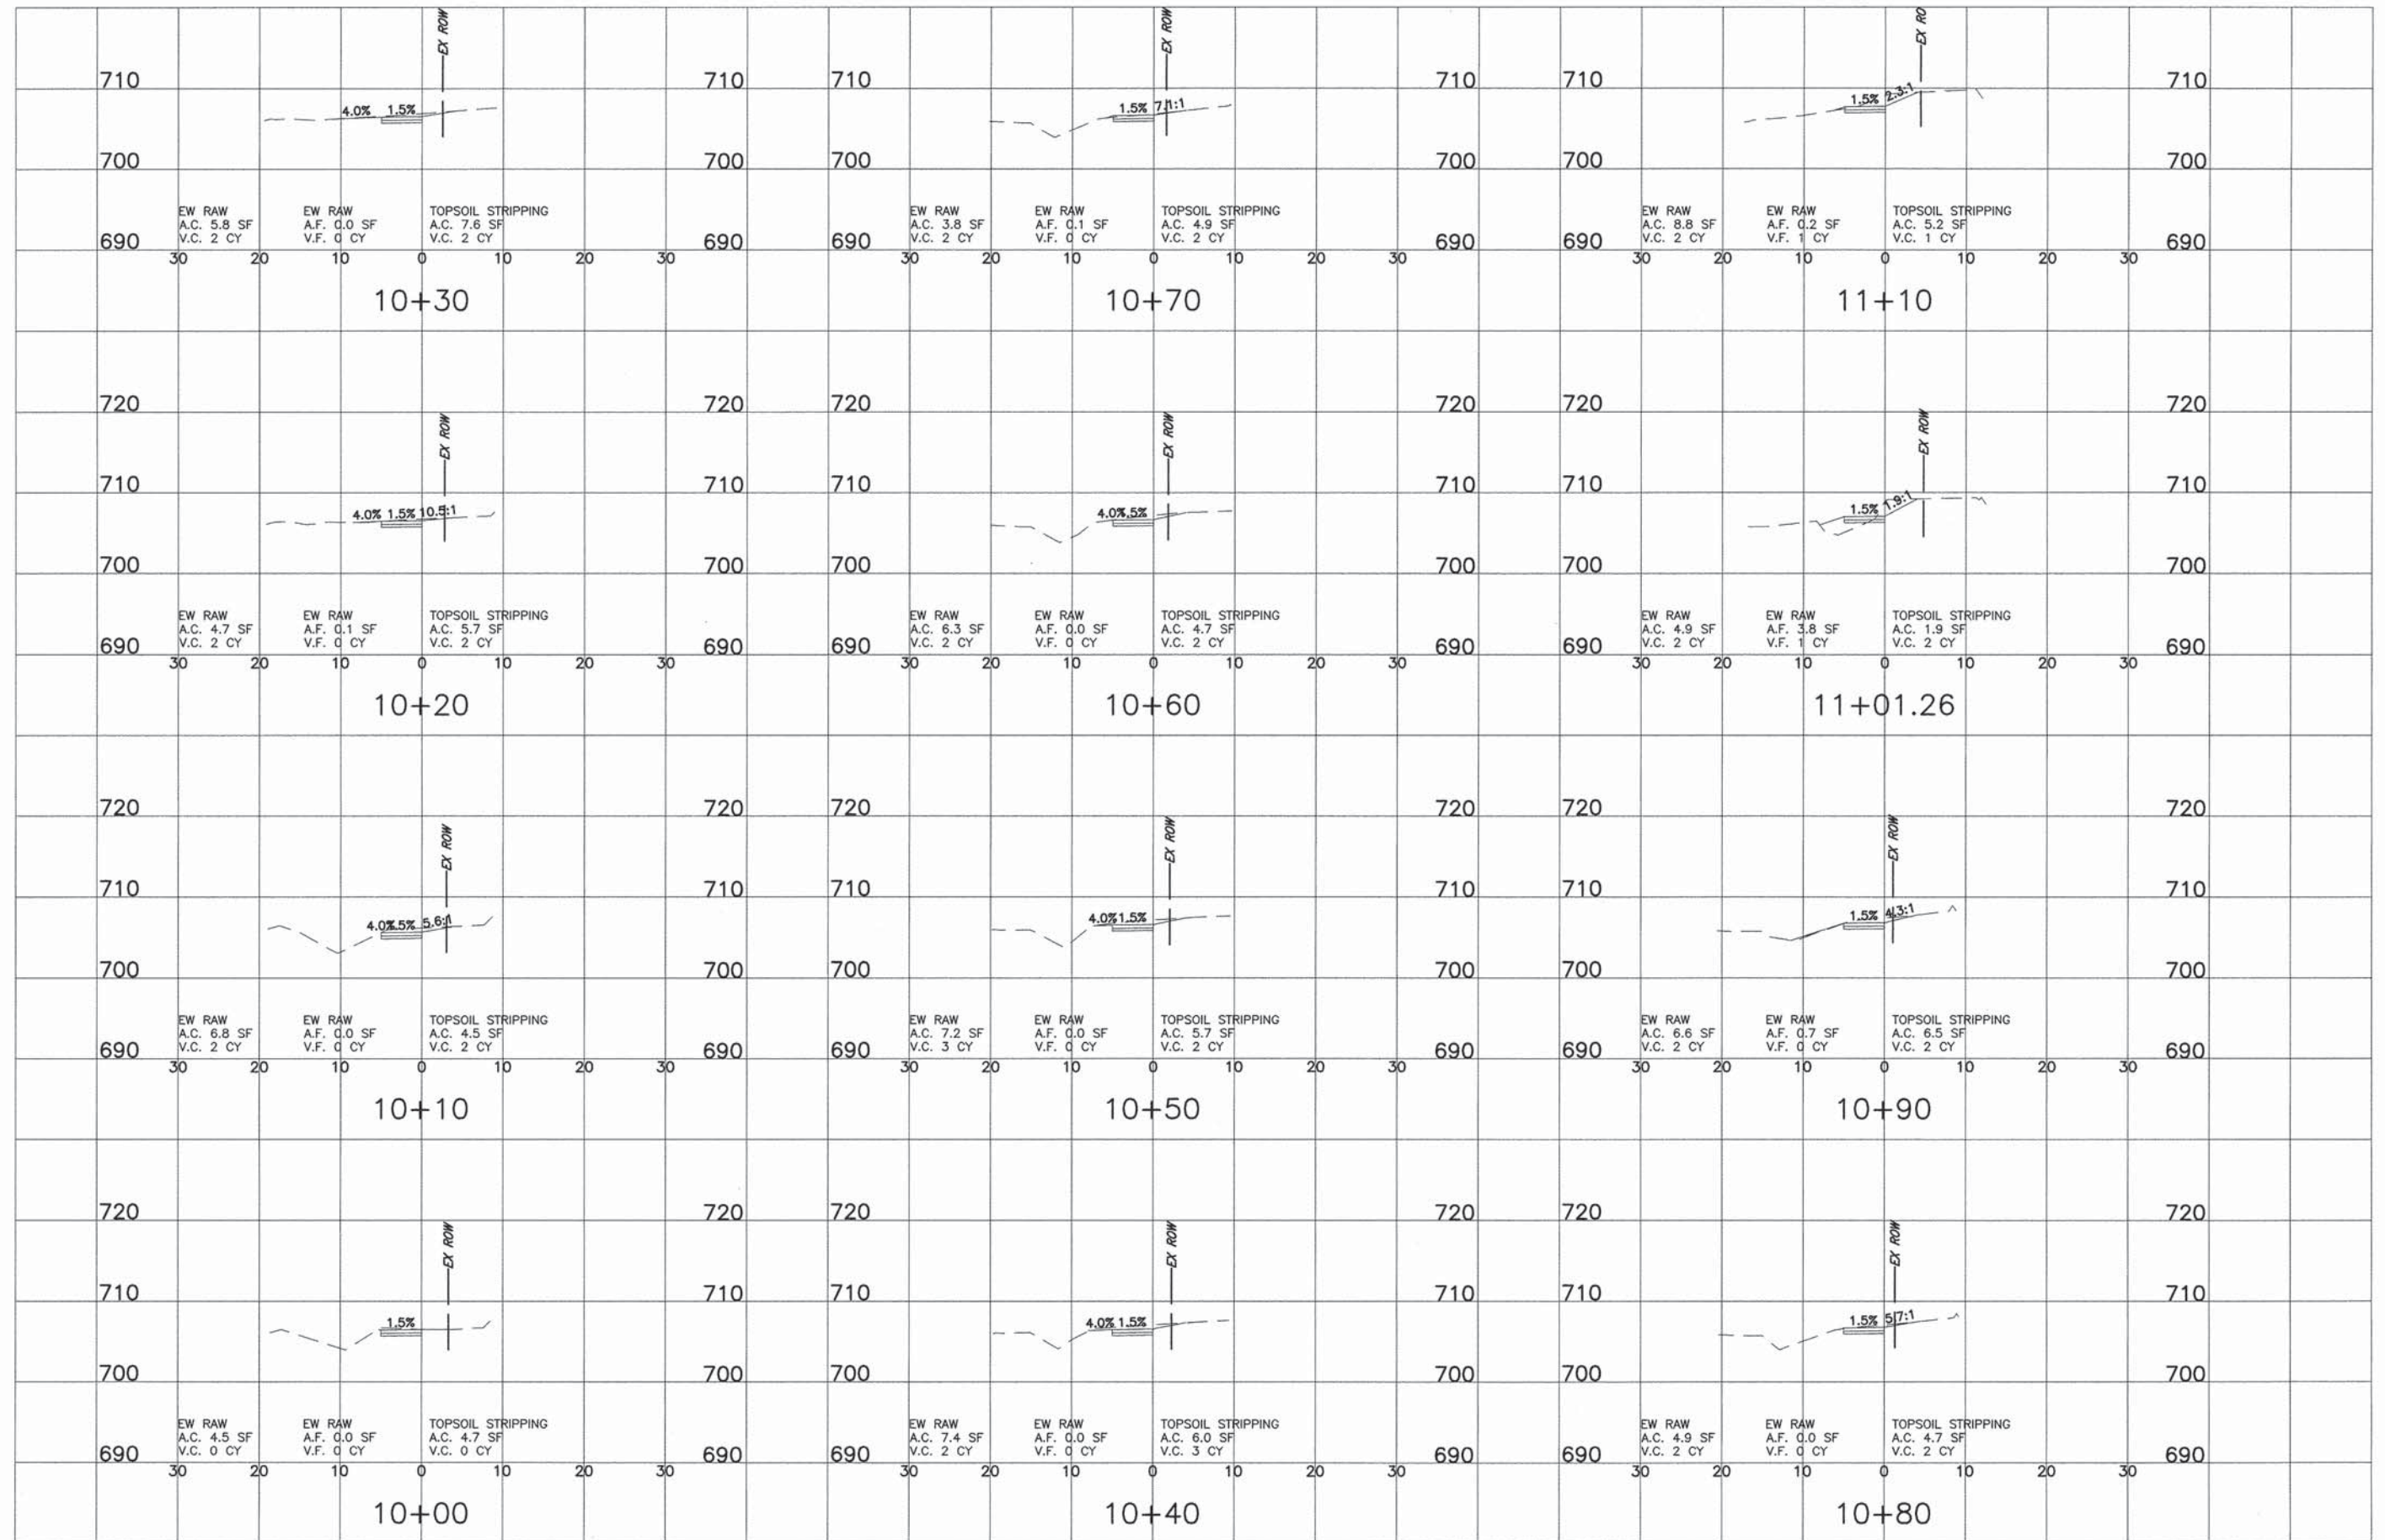 EX ROW
710 710
4.0% 1.5%
700 700
EW RAW EW RAW TOPSOIL STRIPPING
A.C. 5.8 SF A.F. 0.0 SF A.C. 7.6 SF
V.C. 2 CY V.F. 0 CY V.C. 2 CY
690 690
30 20 10 0 10 20 30
10+30
EX ROW
710 710
1.5% 7.1:1
700 700
EW RAW EW RAW TOPSOIL STRIPPING
A.C. 3.8 SF A.F. 0.1 SF A.C. 4.9 SF
V.C. 2 CY V.F. 0 CY V.C. 2 CY
690 690
30 20 10 0 10 20 30
10+70
EX RO
710 710
1.5% 2.3:1
700 700
EW RAW EW RAW TOPSOIL STRIPPING
A.C. 8.8 SF A.F. 0.2 SF A.C. 5.2 SF
V.C. 2 CY V.F. 1 CY V.C. 1 CY
690 690
30 20 10 0 10 20 30
11+10
720 720
EX ROW
710 710
4.0% 1.5% 10.5:1
700 700
EW RAW EW RAW TOPSOIL STRIPPING
A.C. 4.7 SF A.F. 0.1 SF A.C. 5.7 SF
V.C. 2 CY V.F. 0 CY V.C. 2 CY
690 690
30 20 10 0 10 20 30
10+20
720 720
EX ROW
710 710
4.0% .5%
700 700
EW RAW EW RAW TOPSOIL STRIPPING
A.C. 6.3 SF A.F. 0.0 SF A.C. 4.7 SF
V.C. 2 CY V.F. 0 CY V.C. 2 CY
690 690
30 20 10 0 10 20 30
10+60
720 720
EX ROW
710 710
1.5% 1.9:1
700 700
EW RAW EW RAW TOPSOIL STRIPPING
A.C. 4.9 SF A.F. 3.8 SF A.C. 1.9 SF
V.C. 2 CY V.F. 1 CY V.C. 2 CY
690 690
30 20 10 0 10 20 30
11+01.26
720 720
EX ROW
710 710
4.0% .5% 5.6:1
700 700
EW RAW EW RAW TOPSOIL STRIPPING
A.C. 6.8 SF A.F. 0.0 SF A.C. 4.5 SF
V.C. 2 CY V.F. 0 CY V.C. 2 CY
690 690
30 20 10 0 10 20 30
10+10
720 720
EX ROW
710 710
4.0% 1.5%
700 700
EW RAW EW RAW TOPSOIL STRIPPING
A.C. 7.2 SF A.F. 0.0 SF A.C. 5.7 SF
V.C. 3 CY V.F. 0 CY V.C. 2 CY
690 690
30 20 10 0 10 20 30
10+50
720 720
EX ROW
710 710
1.5% 4.3:1
700 700
EW RAW EW RAW TOPSOIL STRIPPING
A.C. 6.6 SF A.F. 0.7 SF A.C. 6.5 SF
V.C. 2 CY V.F. 0 CY V.C. 2 CY
690 690
30 20 10 0 10 20 30
10+90
720 720
EX ROW
710 710
1.5%
700 700
EW RAW EW RAW TOPSOIL STRIPPING
A.C. 4.5 SF A.F. 0.0 SF A.C. 4.7 SF
V.C. 0 CY V.F. 0 CY V.C. 0 CY
690 690
30 20 10 0 10 20 30
10+00
720 720
EX ROW
710 710
4.0% 1.5%
700 700
EW RAW EW RAW TOPSOIL STRIPPING
A.C. 7.4 SF A.F. 0.0 SF A.C. 6.0 SF
V.C. 2 CY V.F. 0 CY V.C. 3 CY
690 690
30 20 10 0 10 20 30
10+40
720 720
EX ROW
710 710
1.5% 5.7:1
700 700
EW RAW EW RAW TOPSOIL STRIPPING
A.C. 4.9 SF A.F. 0.0 SF A.C. 4.7 SF
V.C. 2 CY V.F. 0 CY V.C. 2 CY
690 690
30 20 10 0 10 20 30
10+80